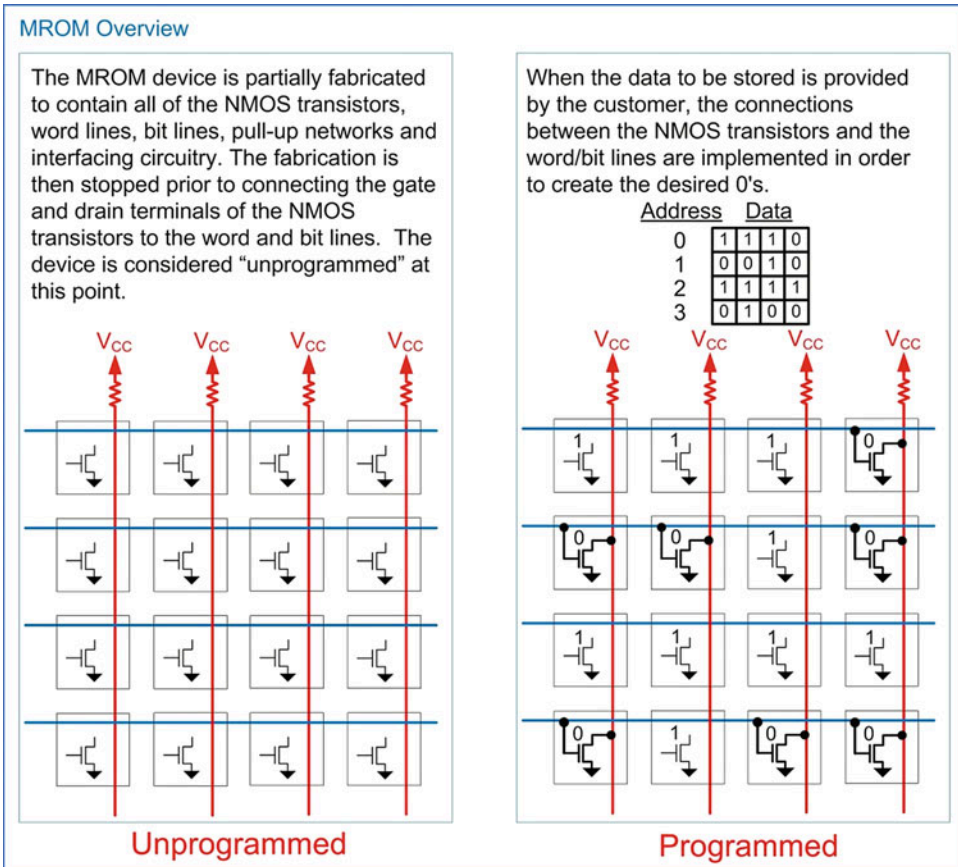 MROM Overview
The MROM device is partially fabricated
to contain all of the NMOS transistors,
word lines, bit lines, pull-up networks and
interfacing circuitry. The fabrication is
then stopped prior to connecting the gate
and drain terminals of the NMOS
transistors to the word and bit lines. The
device is considered “unprogrammed” at
this point.
VCC VCC VCC VCC
Unprogrammed
When the data to be stored is provided
by the customer, the connections
between the NMOS transistors and the
word/bit lines are implemented in order
to create the desired 0's.
Address Data
0 1 1 1 0
1 0 0 1 0
2 1 1 1 1
3 0 1 0 0
VCC VCC VCC VCC
1 1 1 0
0 0 1 0
1 1 1 1
0 1 0 0
Programmed